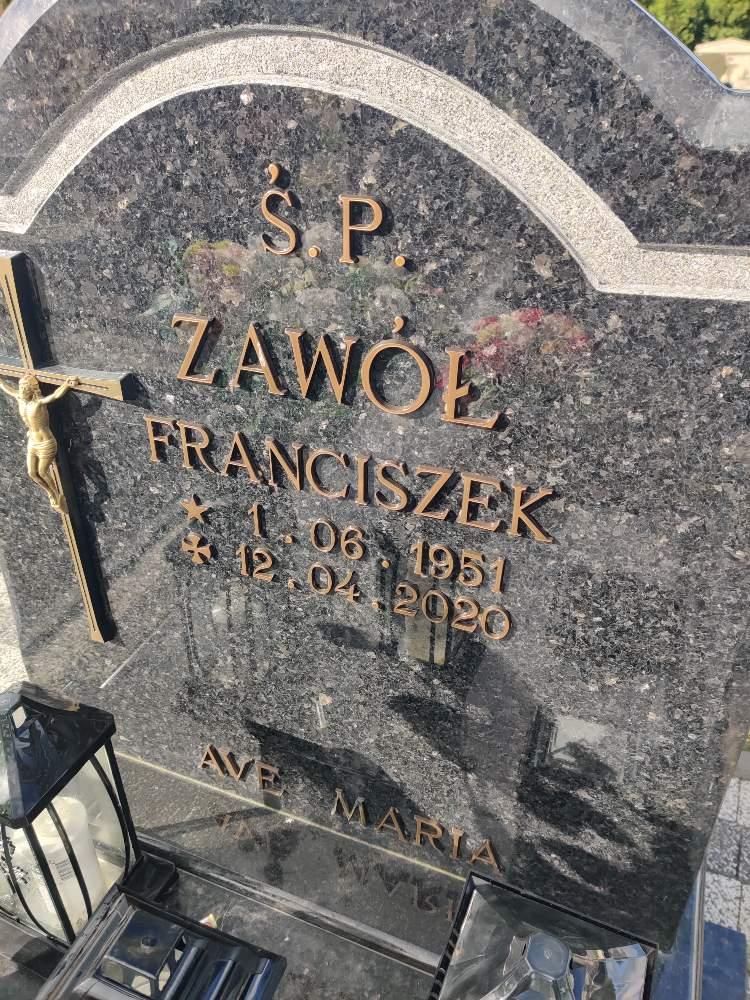 Ś.P.
ZAWÓŁ
FRANCISZEK
1.06.1951
12.04.2020
AVE MARIA